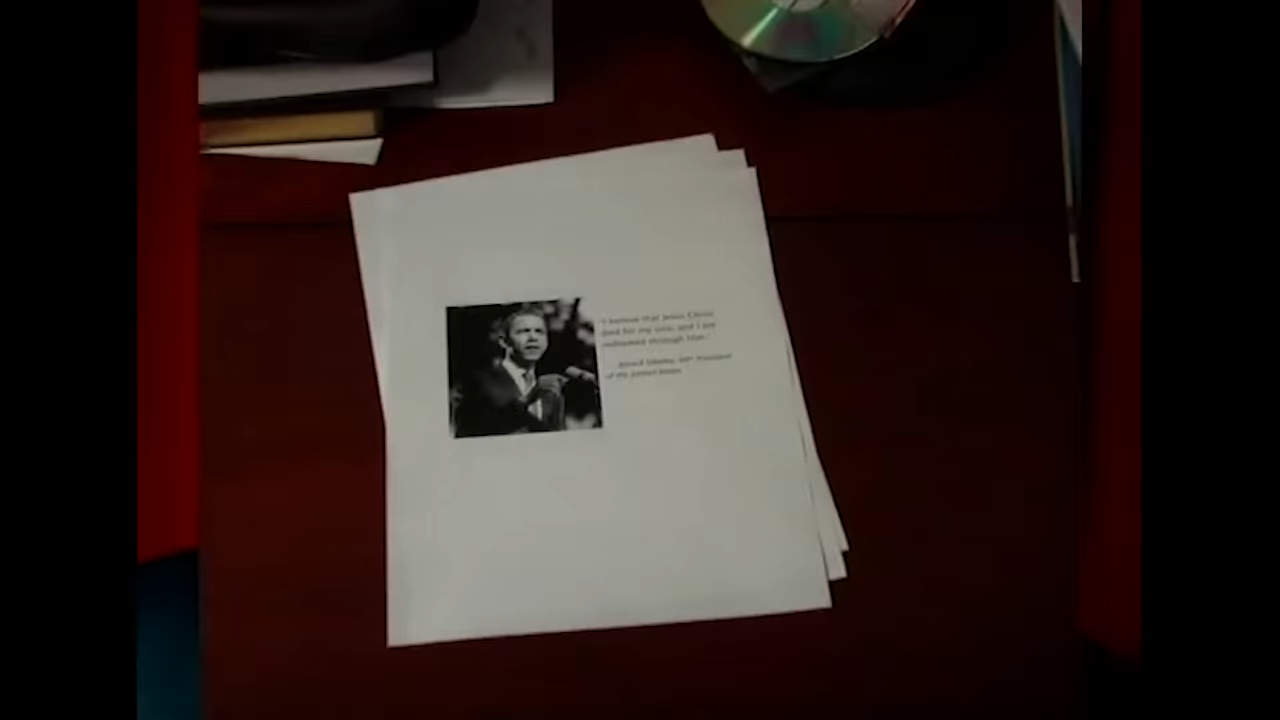 "I believe that Jesus Christ
died for my sins, and I am
redeemed through Him."
Barack Obama, 44th President
of the United States